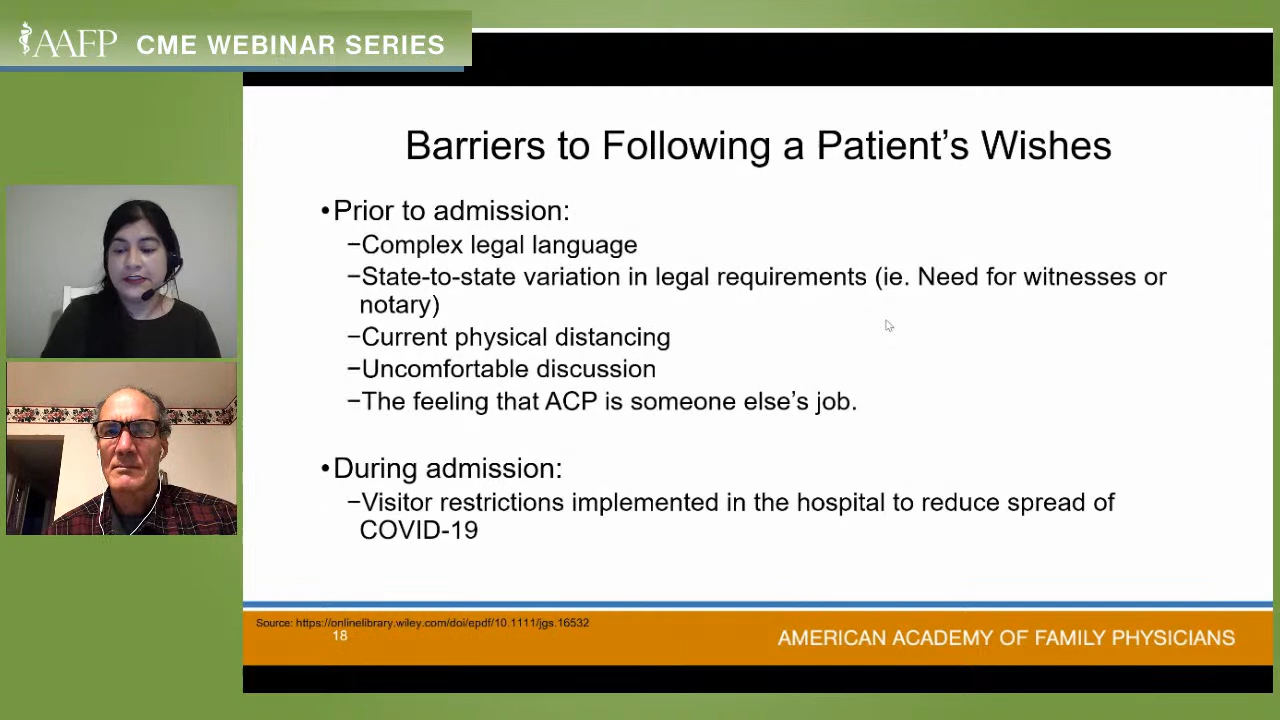 AAFP CME WEBINAR SERIES
Barriers to Following a Patient's Wishes
•Prior to admission:
−Complex legal language
−State-to-state variation in legal requirements (ie. Need for witnesses or
notary)
−Current physical distancing
−Uncomfortable discussion
−The feeling that ACP is someone else's job.
•During admission:
−Visitor restrictions implemented in the hospital to reduce spread of
COVID-19
Source: https://onlinelibrary.wiley.com/doi/epdf/10.1111/jgs.16532
18
AMERICAN ACADEMY OF FAMILY PHYSICIANS